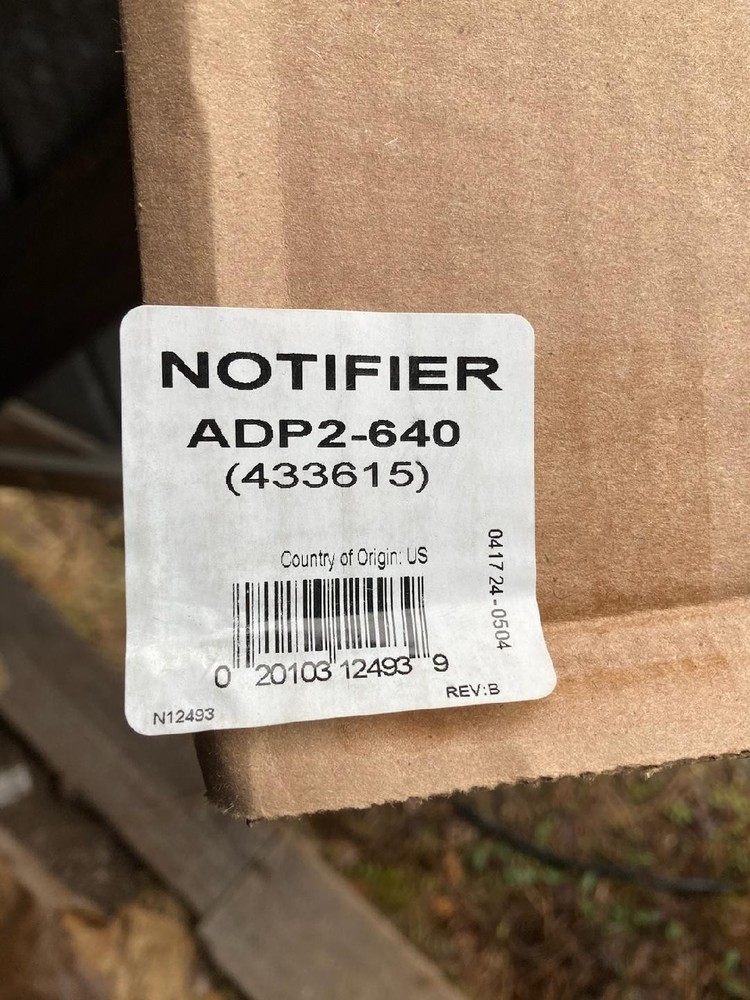 NOTIFIER
ADP2-640
(433615)
Country of Origin: US
041724-0504
0 20103 12493 9
REV:B
N12493